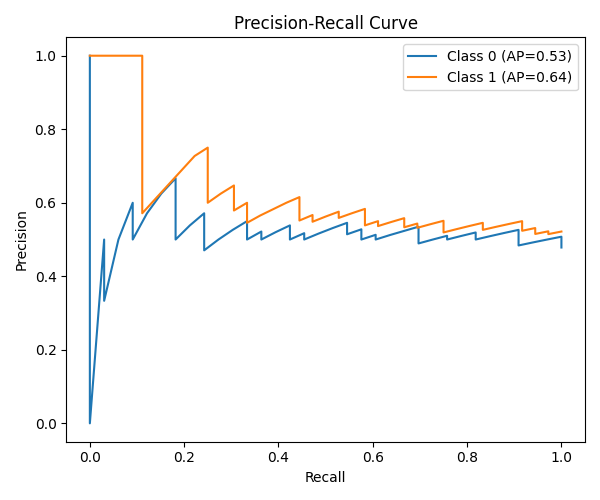 Precision-Recall Curve
Class 0 (AP=0.53)
Class 1 (AP=0.64)
Precision
1.0
0.8
0.6
0.4
0.2
0.0
0.0 0.2 0.4 0.6 0.8 1.0
Recall